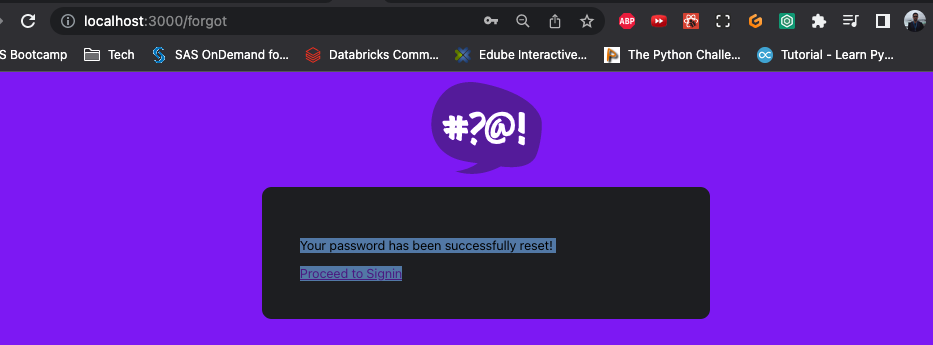 localhost:3000/forgot
ABP
S Bootcamp Tech SAS OnDemand fo... Databricks Comm... Edube Interactive... The Python Challe... Tutorial - Learn Py...
#?@!
Your password has been successfully reset!
Proceed to Signin